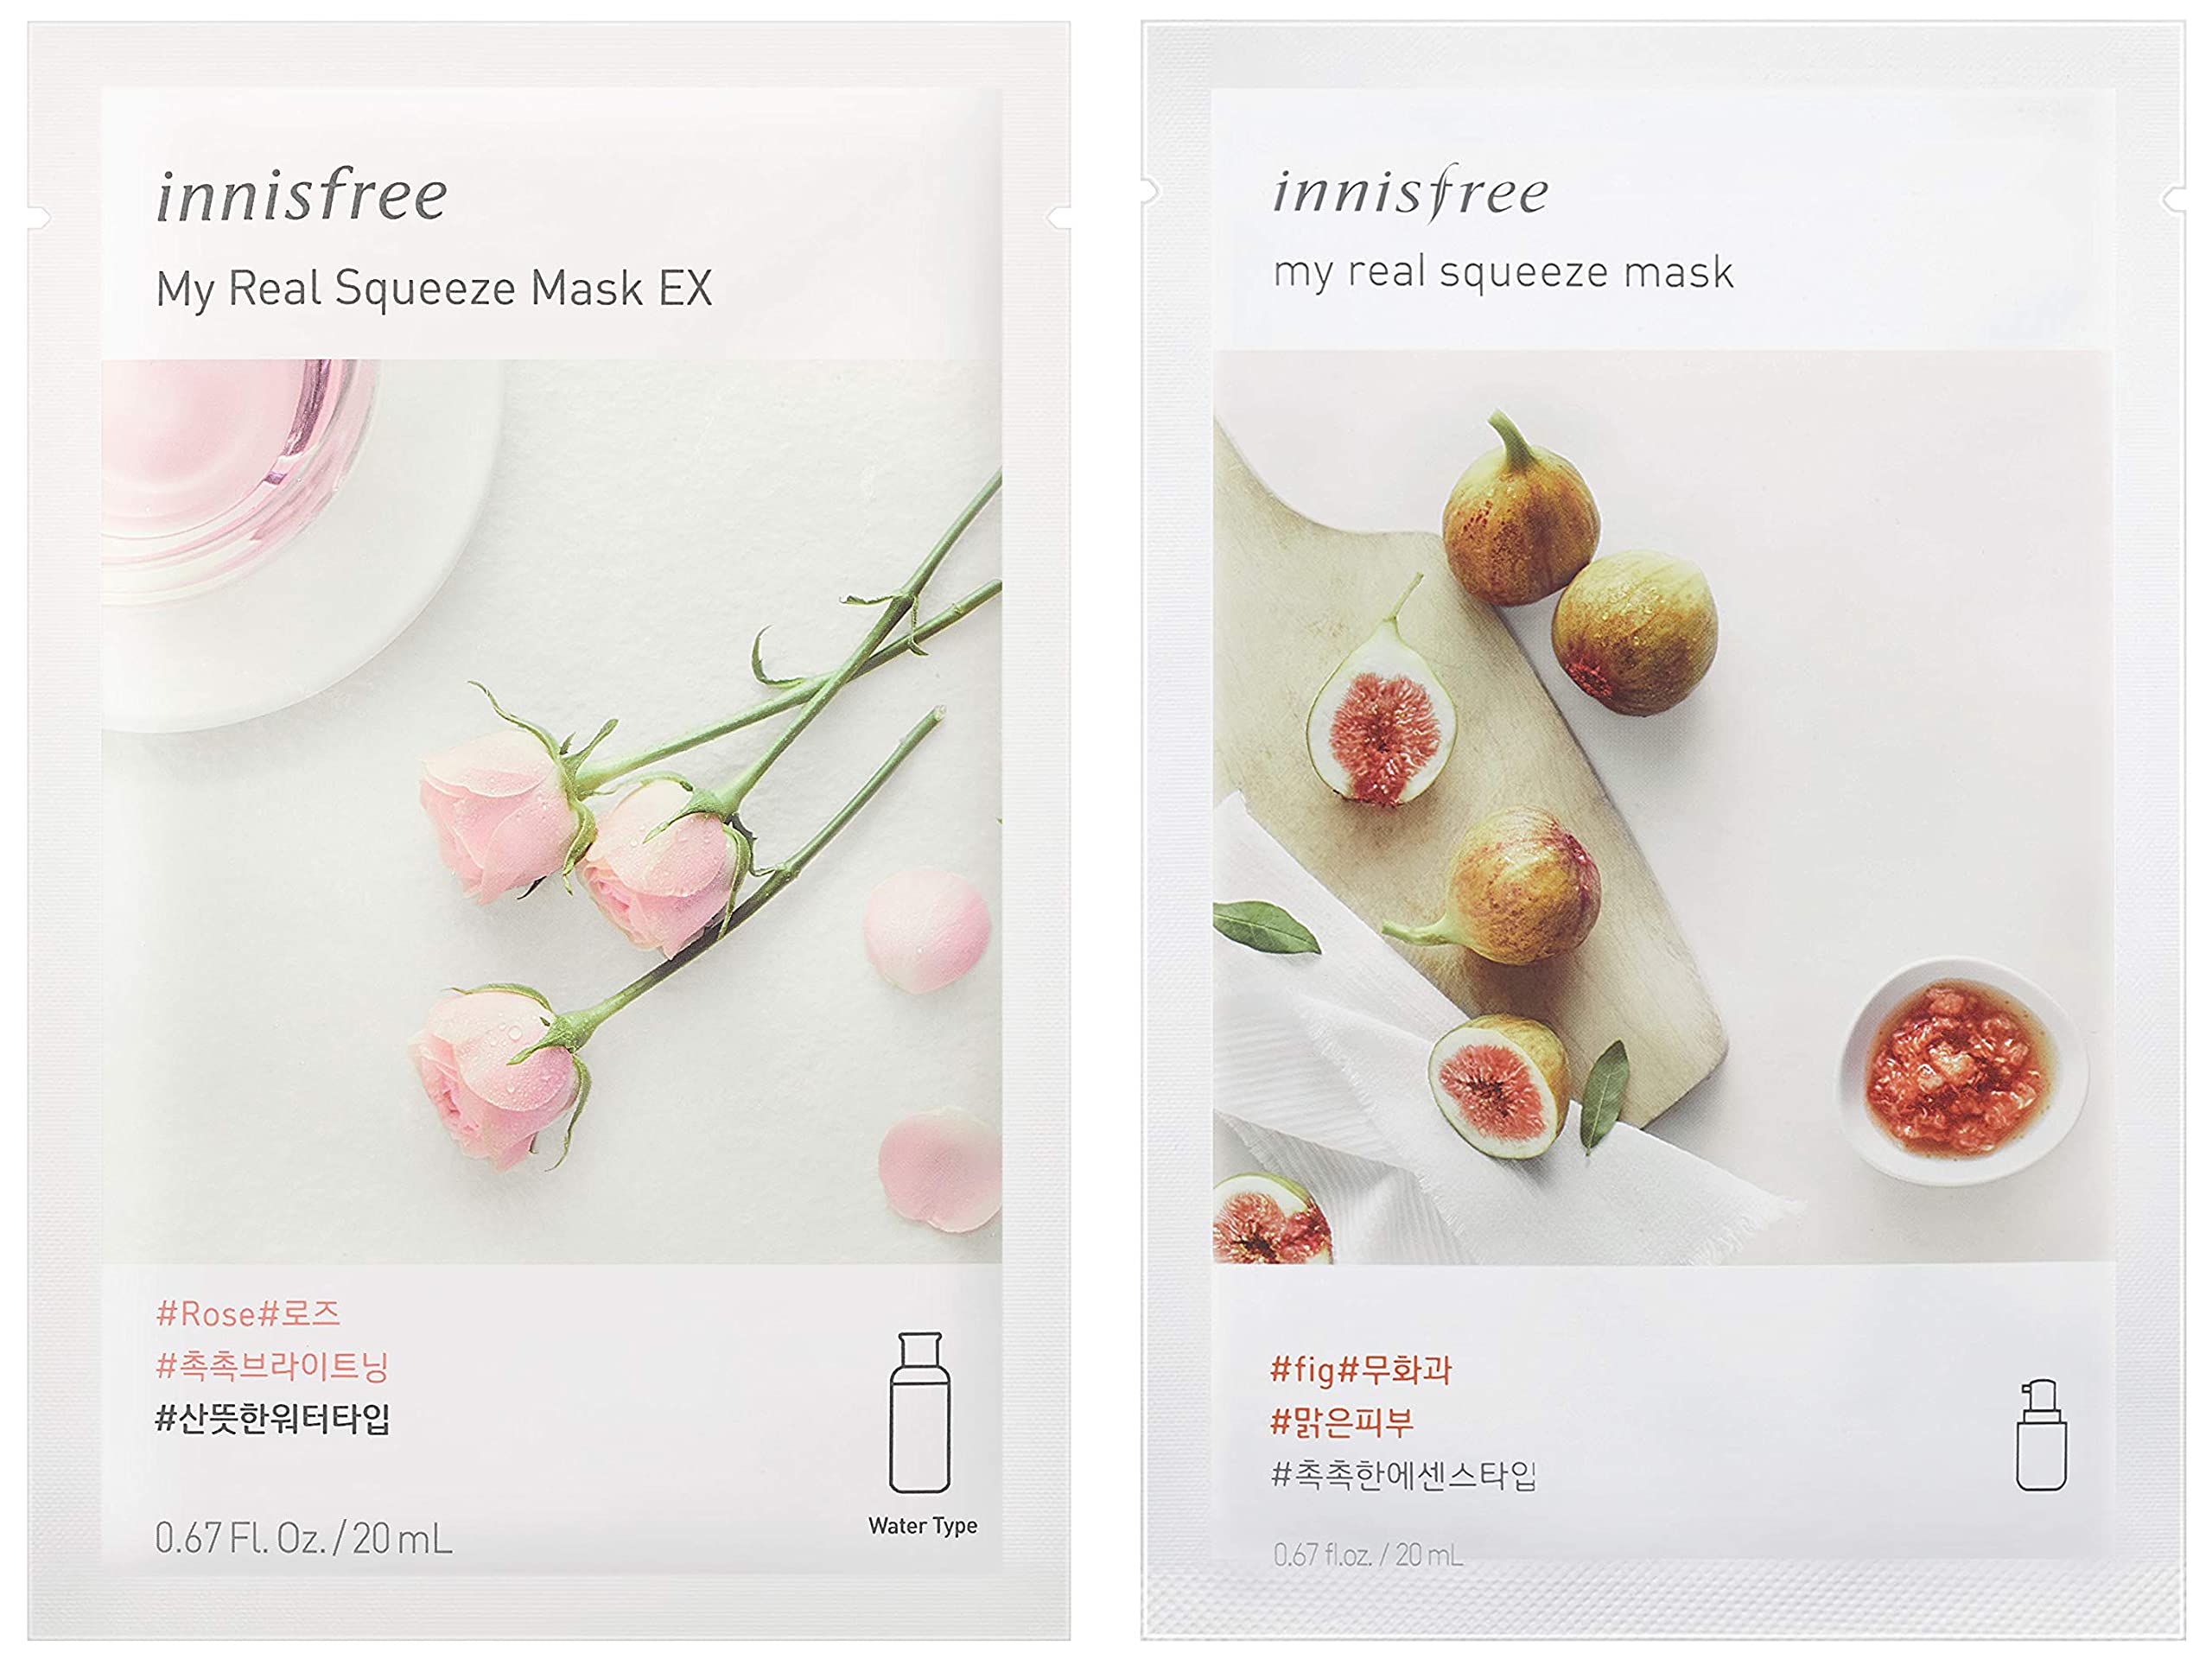 innisfree
My Real Squeeze Mask EX
#Rose#로즈
#촉촉브라이트닝
#산뜻한워터타입
0.67 Fl. Oz. / 20 mL
Water Type
innisfree
my real squeeze mask
#fig#무화과
#맑은피부
#촉촉한에센스타입
0.67 fl.oz. / 20 mL